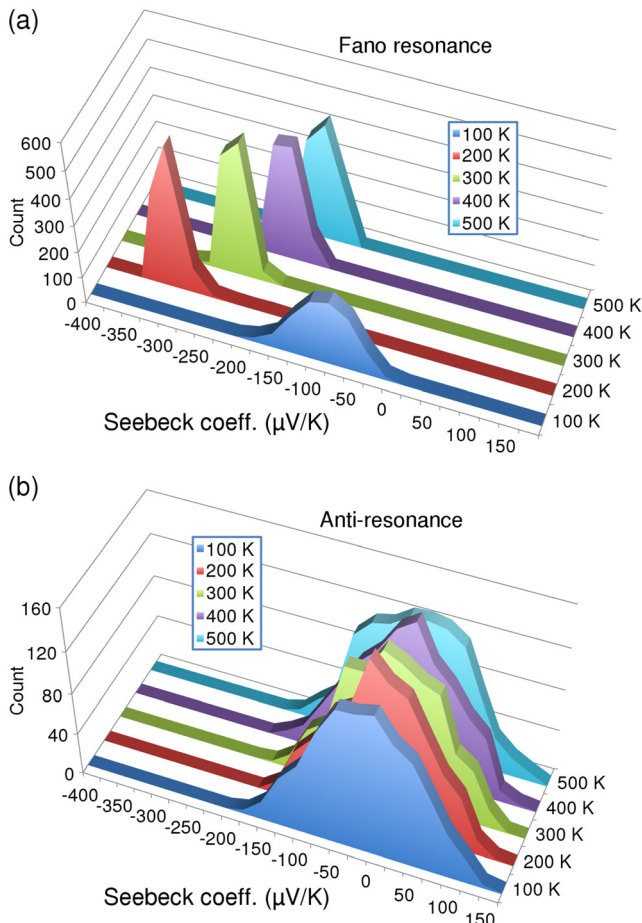 (a)
Fano resonance
100 K
200 K
300 K
400 K
500 K
600
500
400
300
200
100
0
Count
-400
-350
-300
-250
-200
-150
-100
-50
0
50
100
150
Seebeck coeff. (µV/K)
500 K
400 K
300 K
200 K
100 K
(b)
Anti-resonance
100 K
200 K
300 K
400 K
500 K
160
120
80
40
0
Count
-400
-350
-300
-250
-200
-150
-100
-50
0
50
100
150
Seebeck coeff. (µV/K)
500 K
400 K
300 K
200 K
100 K